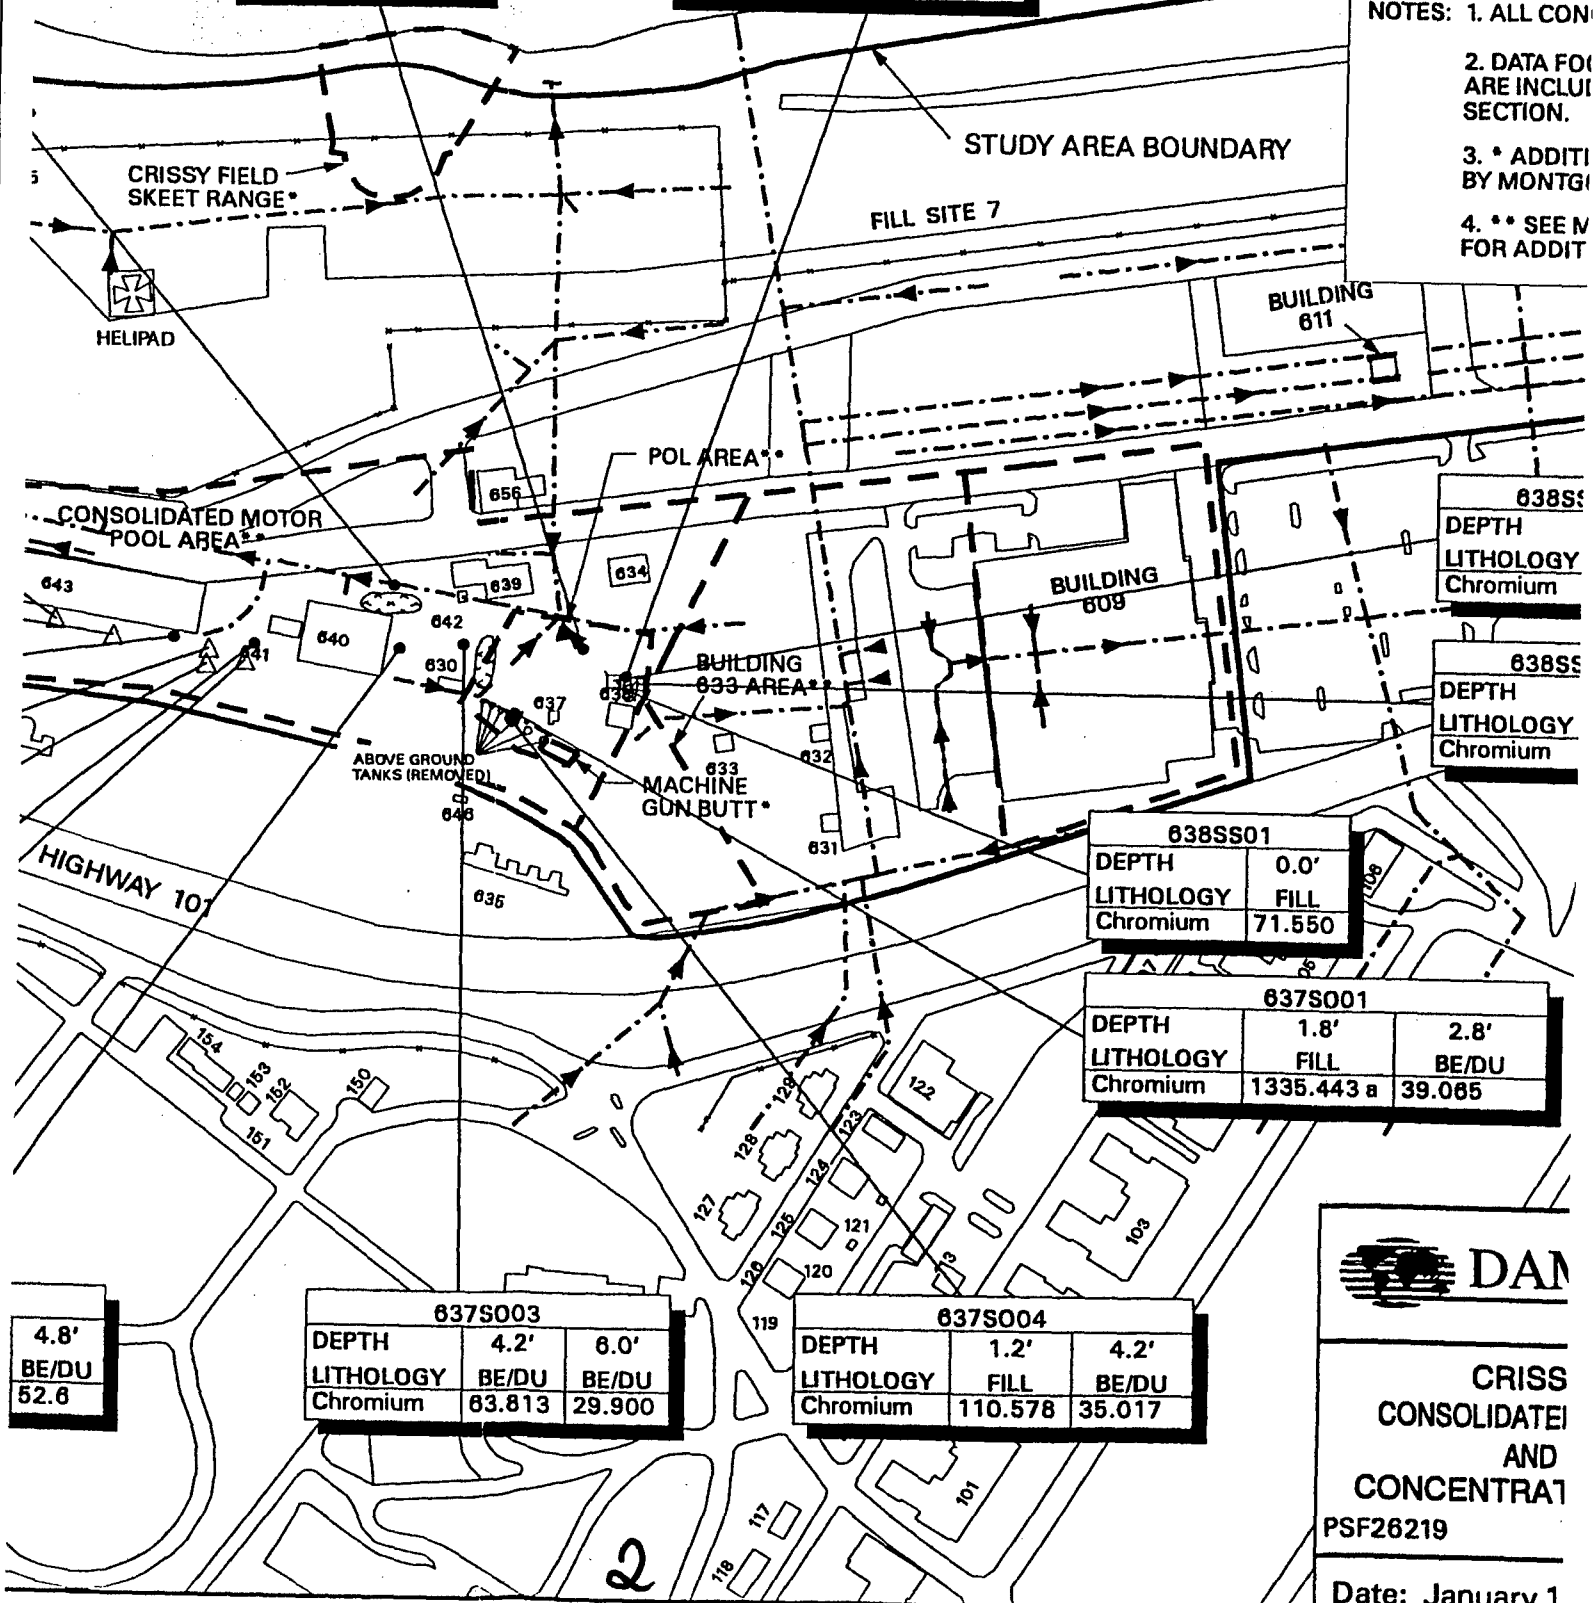 NOTES: 1. ALL CON
2. DATA FO
ARE INCLU
SECTION.
3. * ADDITI
BY MONTG
4. ** SEE M
FOR ADDIT
STUDY AREA BOUNDARY
CRISSY FIELD
SKEET RANGE*
FILL SITE 7
HELIPAD
BUILDING
611
POL AREA**
656
CONSOLIDATED MOTOR
POOL AREA**
643
639
634
642
640
641
630
BUILDING
609
BUILDING
633 AREA**
638
637
632
633
ABOVE GROUND
TANKS (REMOVED)
MACHINE
GUN BUTT*
646
631
635
HIGHWAY 101
638SS
DEPTH
LITHOLOGY
Chromium
638SS
DEPTH
LITHOLOGY
Chromium
638SS01
DEPTH 0.0'
LITHOLOGY FILL
Chromium 71.550
106
637SO01
DEPTH 1.8' 2.8'
LITHOLOGY FILL BE/DU
Chromium 1335.443 a 39.065
154
153
152
150
151
129
122
123
128
124
127
125
121
126
120
103
119
4.8'
BE/DU
52.6
637SO03
DEPTH 4.2' 6.0'
LITHOLOGY BE/DU BE/DU
Chromium 63.813 29.900
637SO04
DEPTH 1.2' 4.2'
LITHOLOGY FILL BE/DU
Chromium 110.578 35.017
101
117
118
2
DAM
CRISS
CONSOLIDATE
AND
CONCENTRAT
PSF26219
Date: January 1